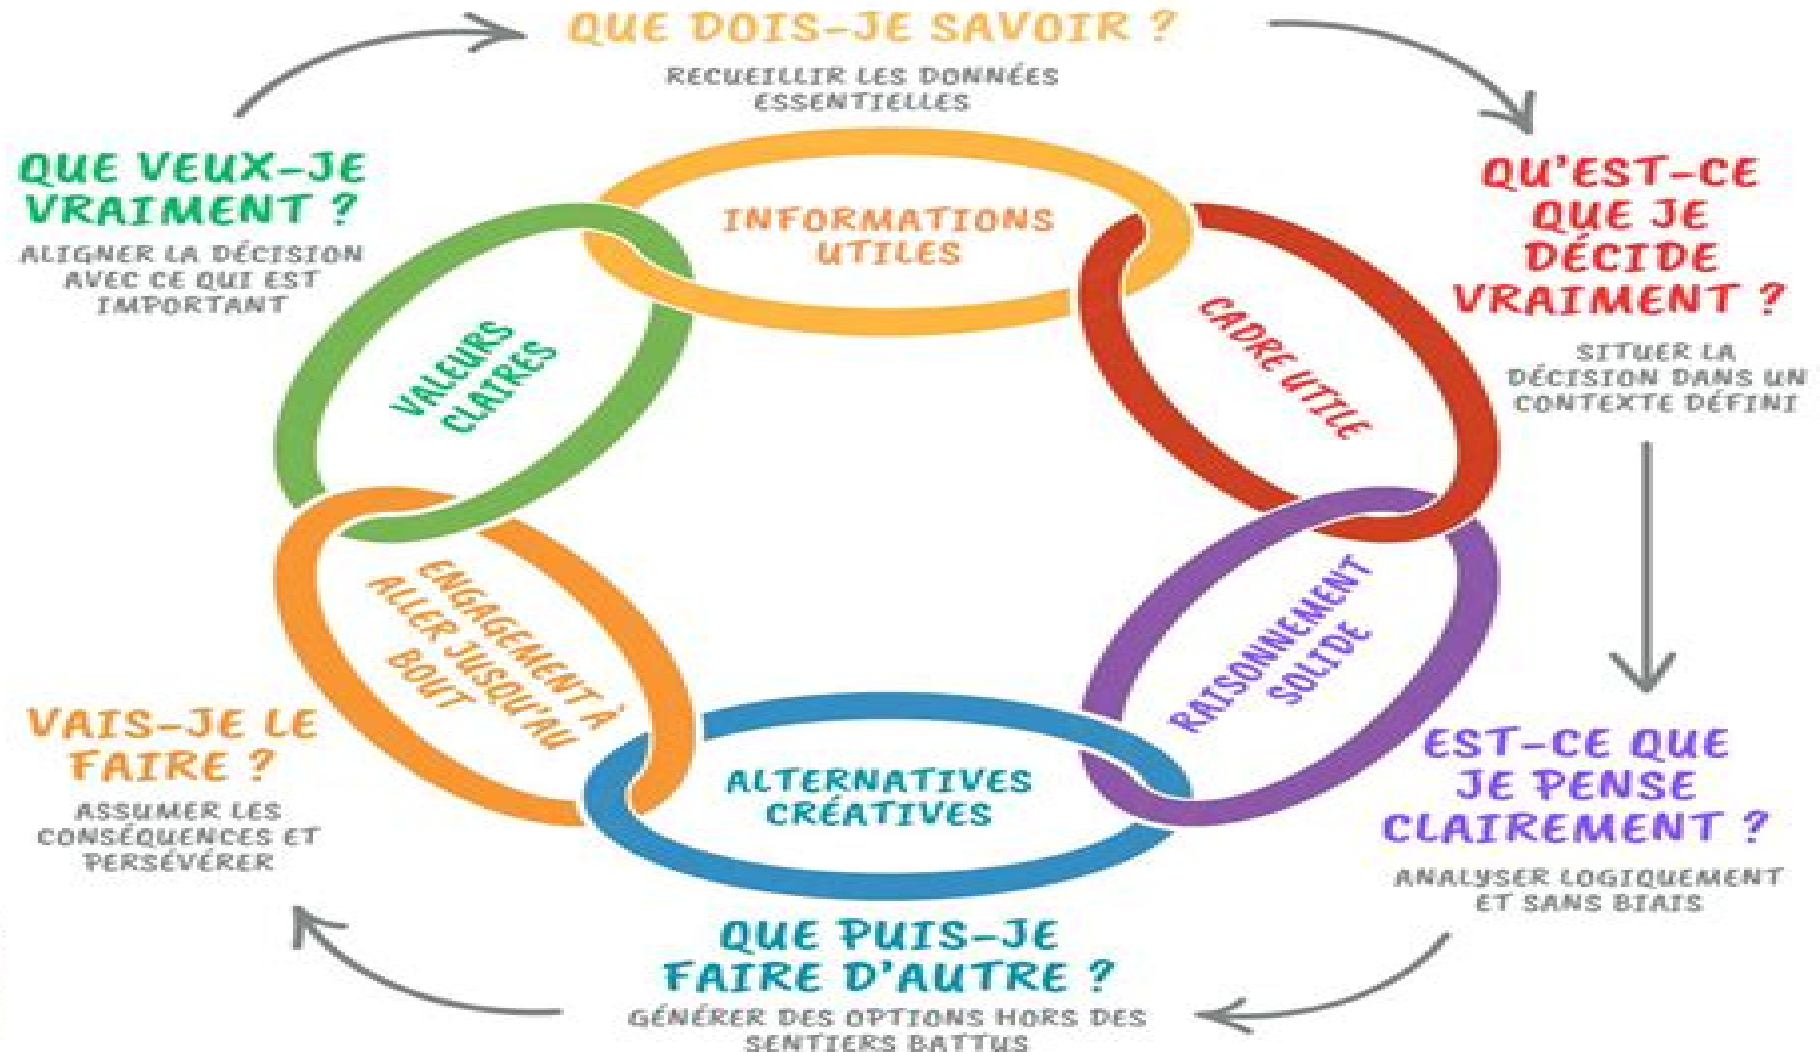 QUE DOIS-JE SAVOIR ?
RECUEILLIR LES DONNÉES
ESSENTIELLES
QUE VEUX-JE
VRAIMENT ?
ALIGNER LA DÉCISION
AVEC CE QUI EST
IMPORTANT
QU'EST-CE
QUE JE
DÉCIDE
VRAIMENT ?
SITUER LA
DÉCISION DANS UN
CONTEXTE DÉFINI
INFORMATIONS
UTILES
VALEURS
CLAIRES
CADRE UTILE
ENGAGEMENT À
ALLER JUSQU'AU
BOUT
RAISONNEMENT
SOLIDE
ALTERNATIVES
CRÉATIVES
VAIS-JE LE
FAIRE ?
ASSUMER LES
CONSÉQUENCES ET
PERSÉVÉRER
EST-CE QUE
JE PENSE
CLAIREMENT ?
ANALYSER LOGIQUEMENT
ET SANS BIAIS
QUE PUIS-JE
FAIRE D'AUTRE ?
GÉNÉRER DES OPTIONS HORS DES
SENTIERS BATTUS